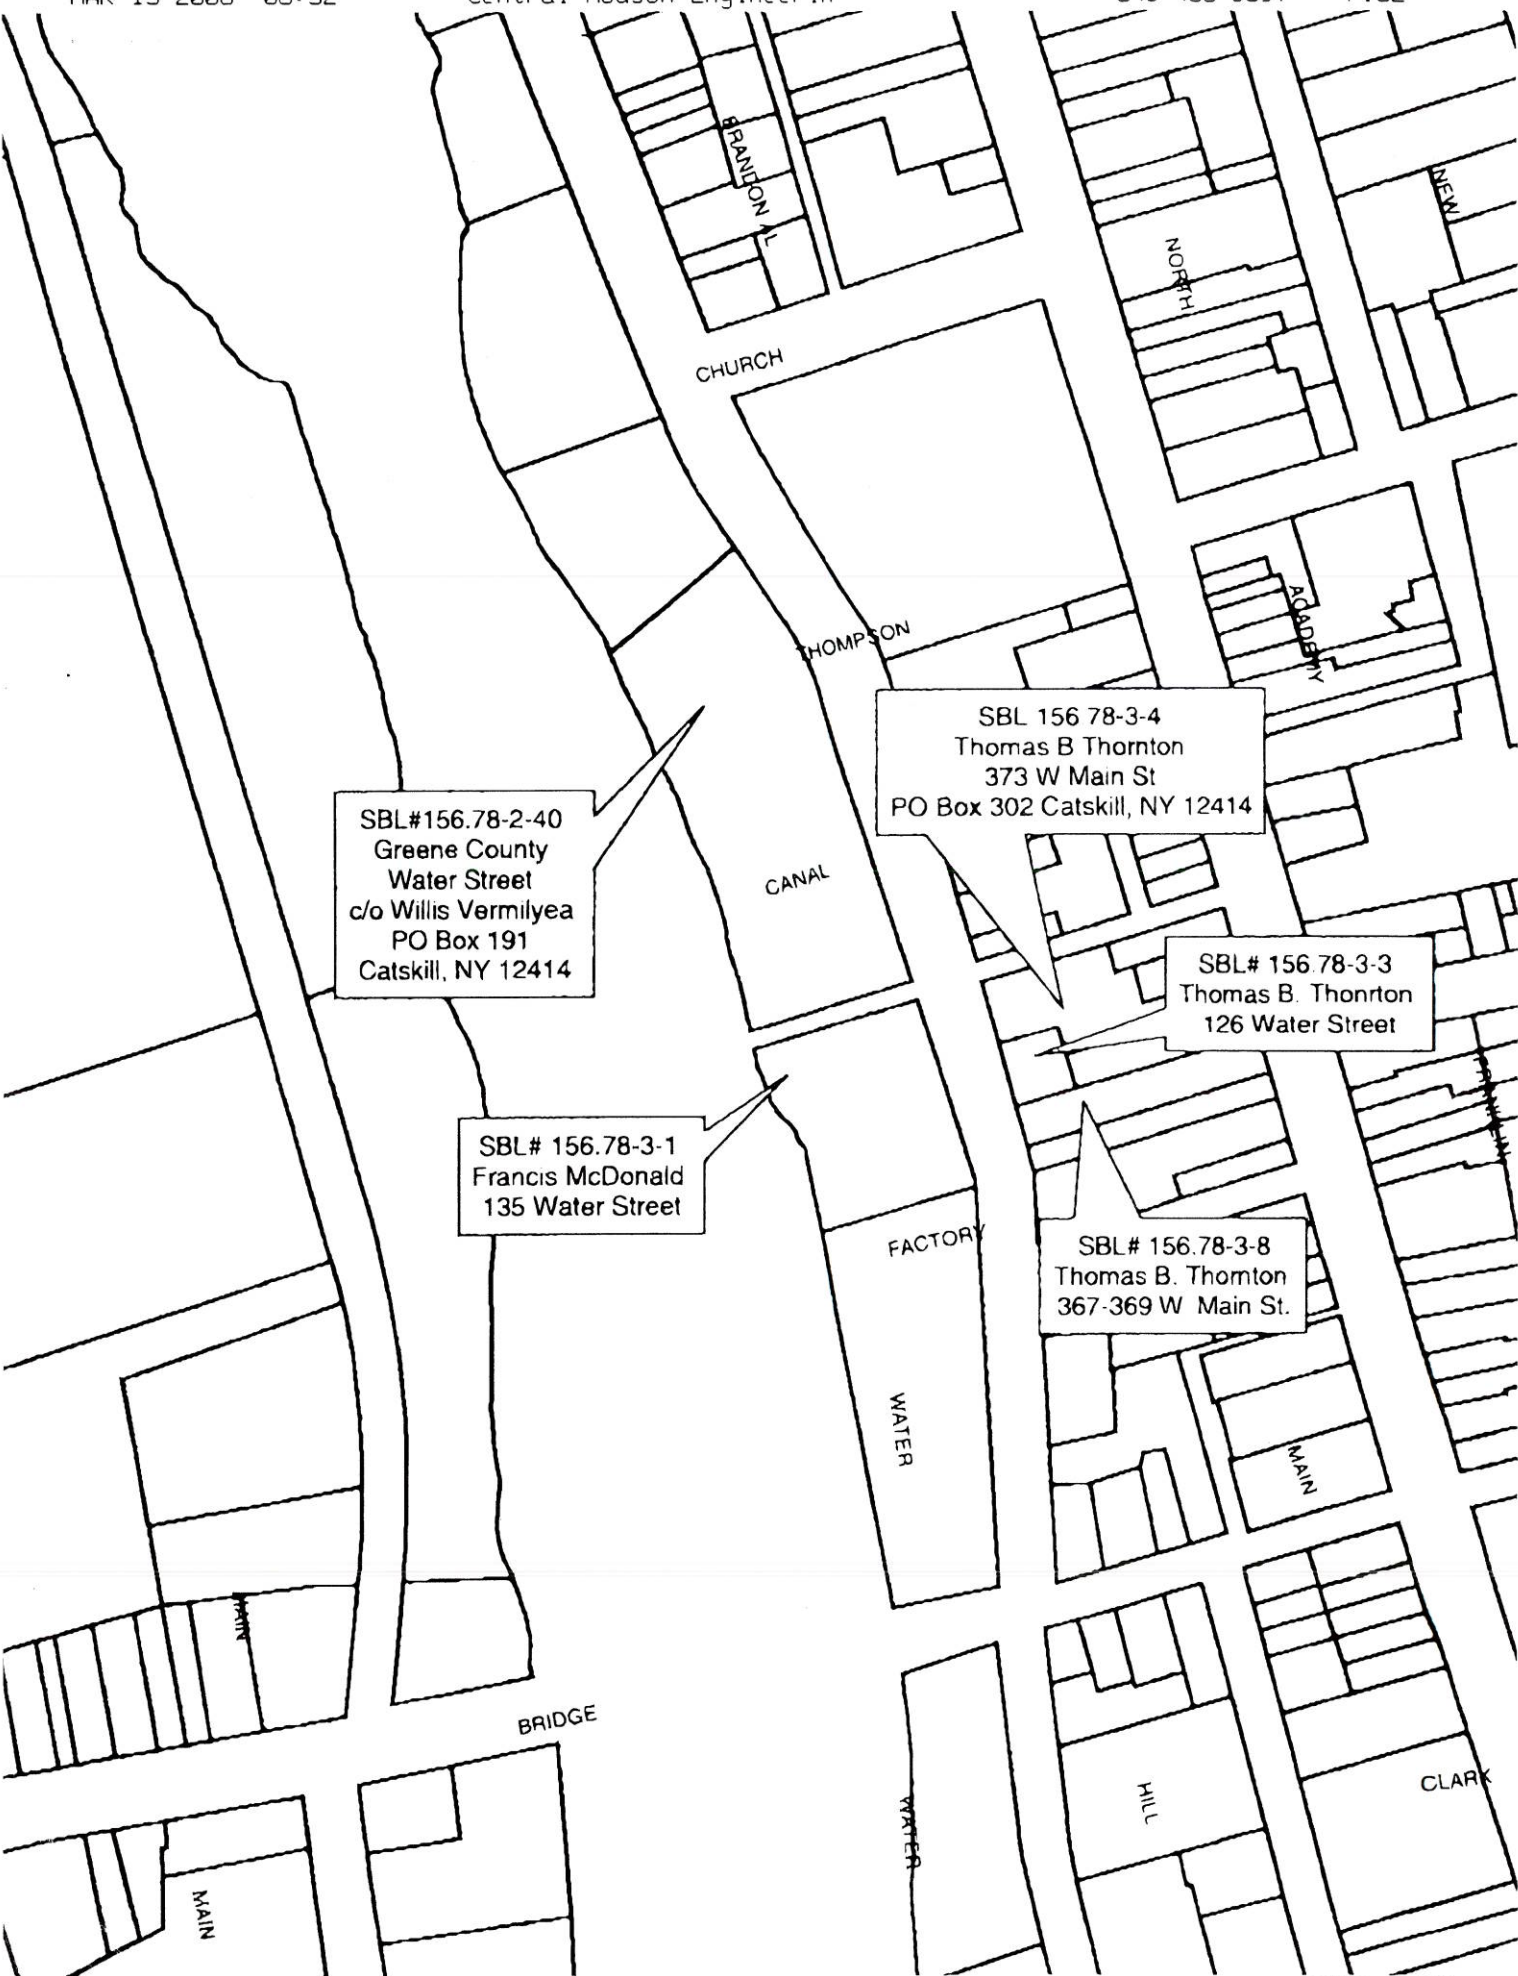 Central Hudson Engineerin
BRANDON AL
NEW
NORTH
CHURCH
ACADEMY
THOMPSON
SBL 156 78-3-4
Thomas B Thornton
373 W Main St
PO Box 302 Catskill, NY 12414
SBL#156.78-2-40
Greene County
Water Street
c/o Willis Vermilyea
PO Box 191
Catskill, NY 12414
CANAL
SBL# 156.78-3-3
Thomas B. Thonrton
126 Water Street
FRANKLIN
SBL# 156.78-3-1
Francis McDonald
135 Water Street
FACTORY
SBL# 156.78-3-8
Thomas B. Thornton
367-369 W Main St.
WATER
MAIN
MAIN
BRIDGE
HILL
CLARK
WATER
MAIN